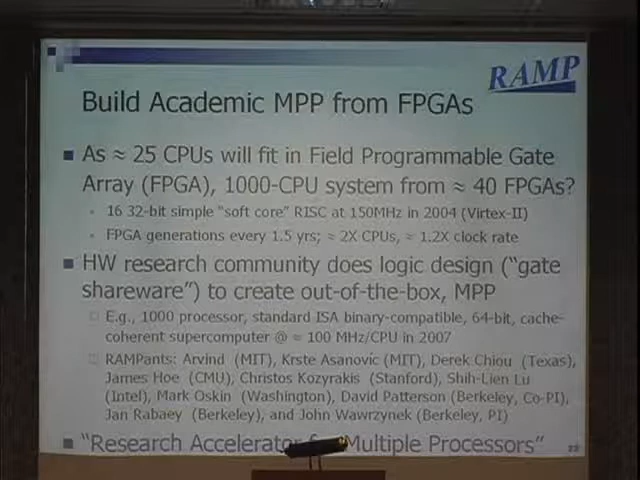 RAMP
Build Academic MPP from FPGAs
As ≈ 25 CPUs will fit in Field Programmable Gate
Array (FPGA), 1000-CPU system from ≈ 40 FPGAs?
16 32-bit simple "soft core" RISC at 150MHz in 2004 (Virtex-II)
FPGA generations every 1.5 yrs; ≈ 2X CPUs, ≈ 1.2X clock rate
HW research community does logic design ("gate
shareware") to create out-of-the-box, MPP
E.g., 1000 processor, standard ISA binary-compatible, 64-bit, cache-
coherent supercomputer @ ≈ 100 MHz/CPU in 2007
RAMPants: Arvind (MIT), Krste Asanovic (MIT), Derek Chiou (Texas),
James Hoe (CMU), Christos Kozyrakis (Stanford), Shih-Lien Lu
(Intel), Mark Oskin (Washington), David Patterson (Berkeley, Co-PI),
Jan Rabaey (Berkeley), and John Wawrzynek (Berkeley, PI)
"Research Accelerator Multiple Processors"